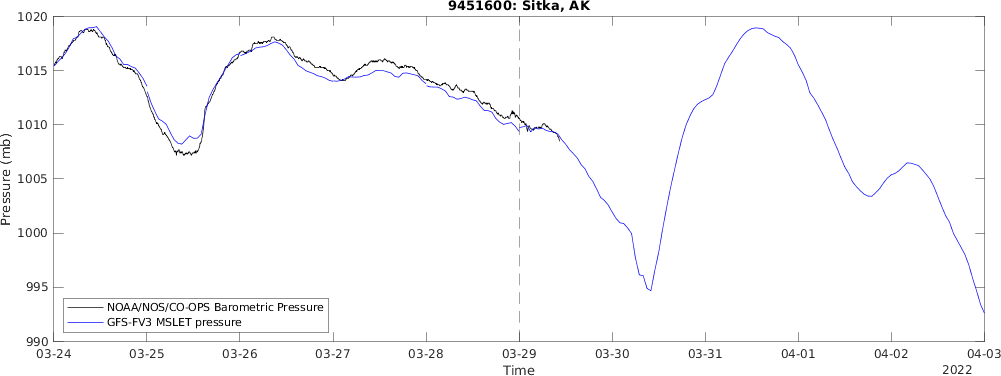 9451600: Sitka, AK
Pressure (mb)
1020
1015
1010
1005
1000
995
990
NOAA/NOS/CO-OPS Barometric Pressure
GFS-FV3 MSLET pressure
03-24 03-25 03-26 03-27 03-28 03-29 03-30 03-31 04-01 04-02 04-03
Time
2022